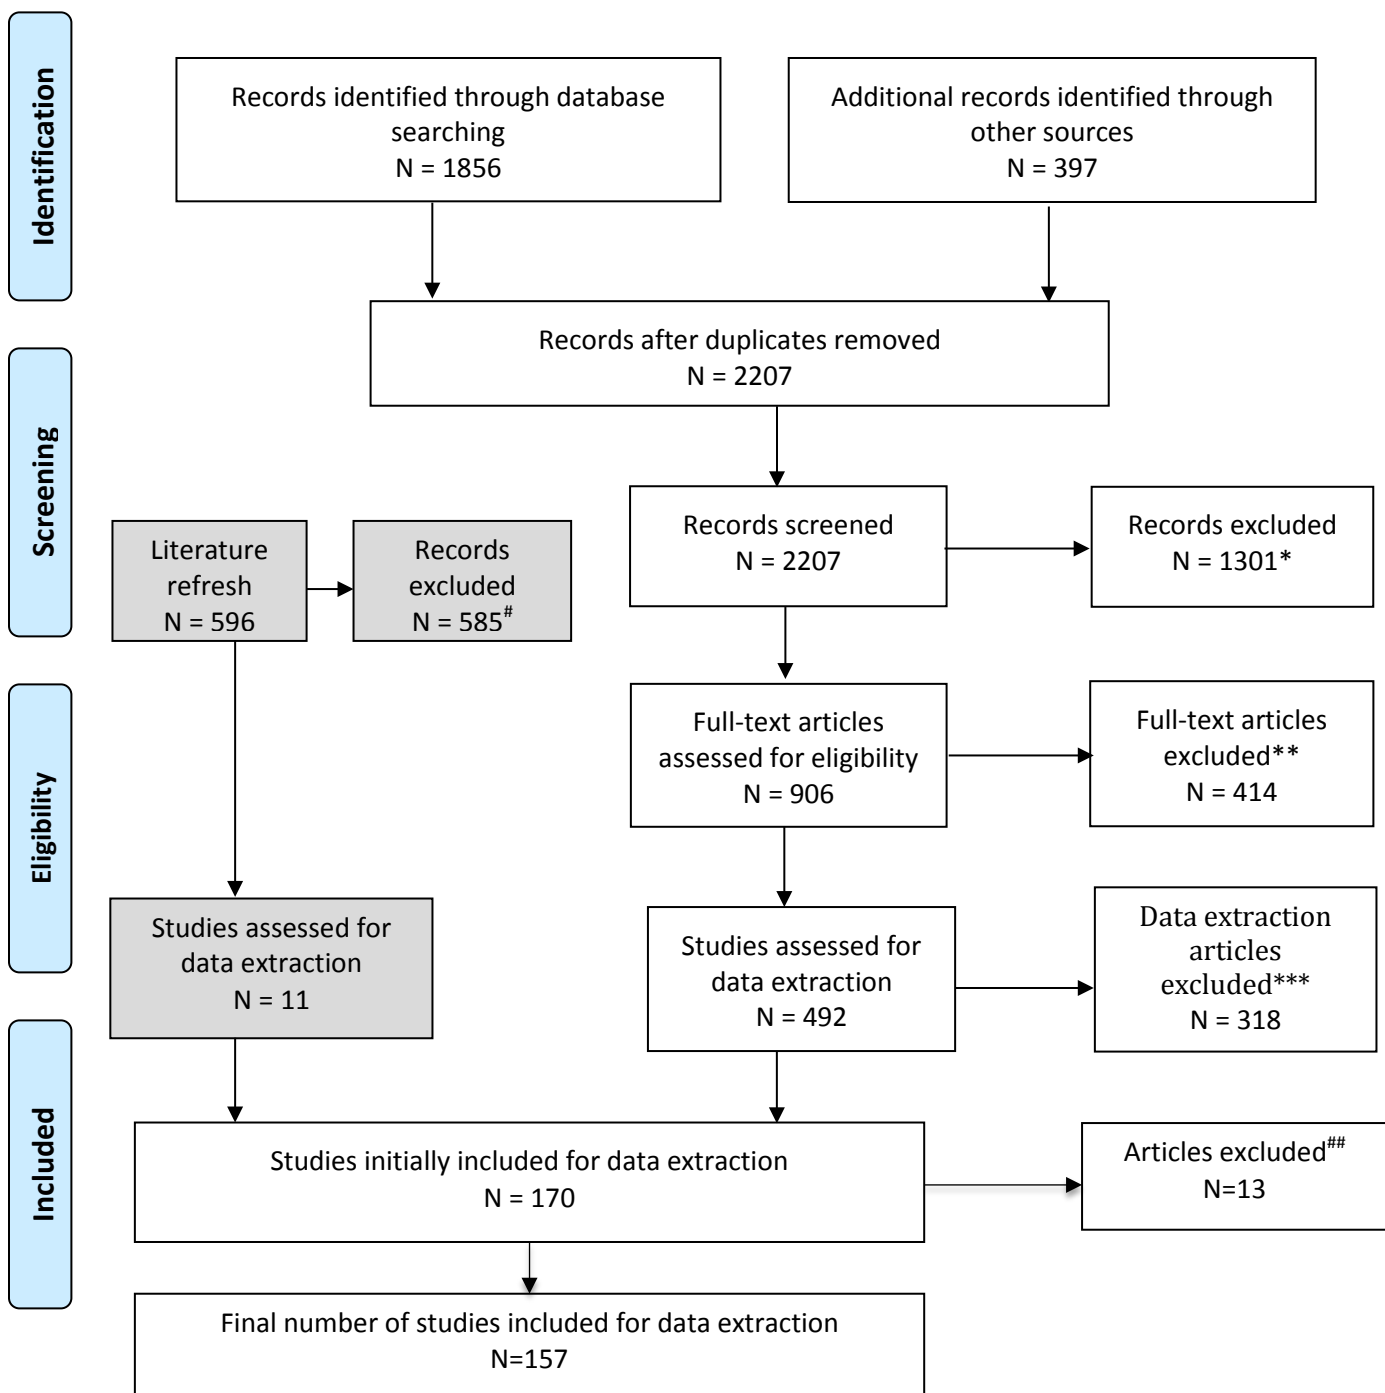 Identification
Records identified through database
searching
N = 1856
Additional records identified through
other sources
N = 397
Records after duplicates removed
N = 2207
Screening
Records screened
N = 2207
Records excluded
N = 1301*
Literature
refresh
N = 596
Records
excluded
N = 585#
Eligibility
Full-text articles
assessed for eligibility
N = 906
Full-text articles
excluded**
N = 414
Studies assessed for
data extraction
N = 11
Studies assessed for
data extraction
N = 492
Data extraction
articles
excluded***
N = 318
Included
Studies initially included for data extraction
N = 170
Articles excluded##
N=13
Final number of studies included for data extraction
N=157